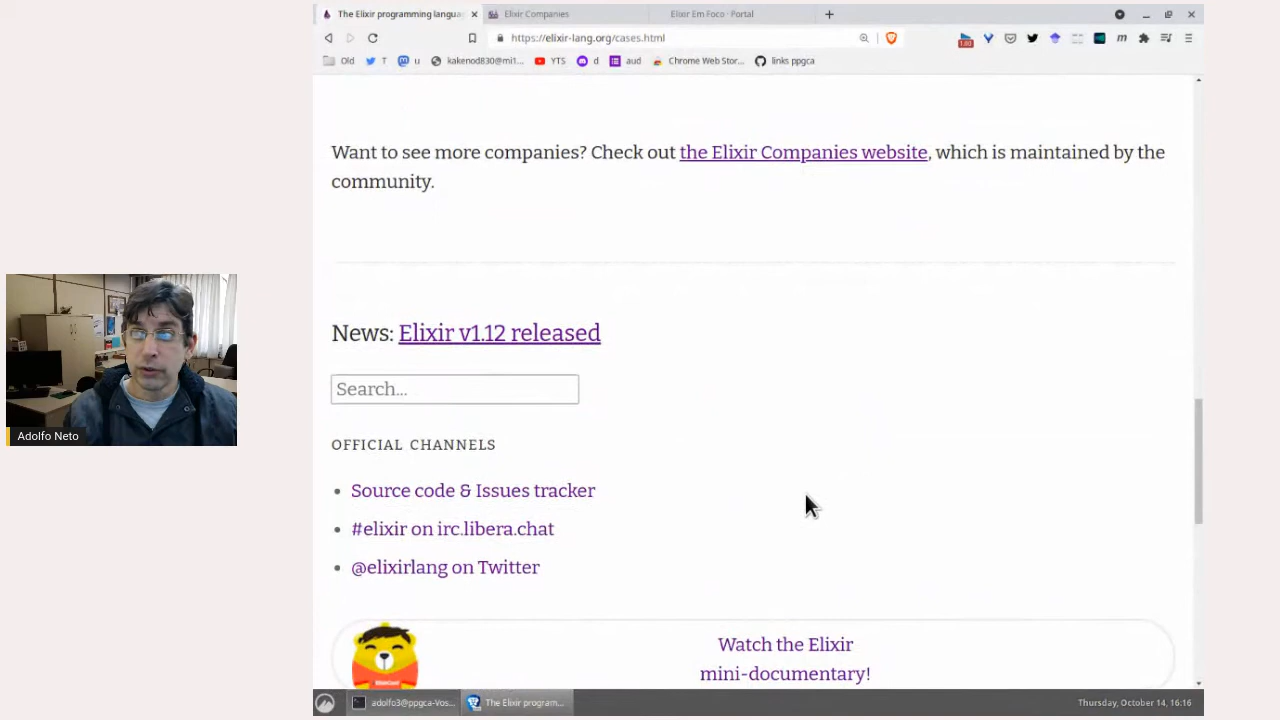 The Elixir programming langua
Elixir Companies
Elixir Em Foco · Portal
https://elixir-lang.org/cases.html
Old
T
u
kakenod830@mi1...
YTS
d
aud
Chrome Web Stor...
links ppgca
Want to see more companies? Check out the Elixir Companies website, which is maintained by the
community.
News: Elixir v1.12 released
Search...
OFFICIAL CHANNELS
Source code & Issues tracker
#elixir on irc.libera.chat
@elixirlang on Twitter
Watch the Elixir
mini-documentary!
Adolfo Neto
adolfo3@ppgca-Vos...
The Elixir program...
Thursday, October 14, 16:16